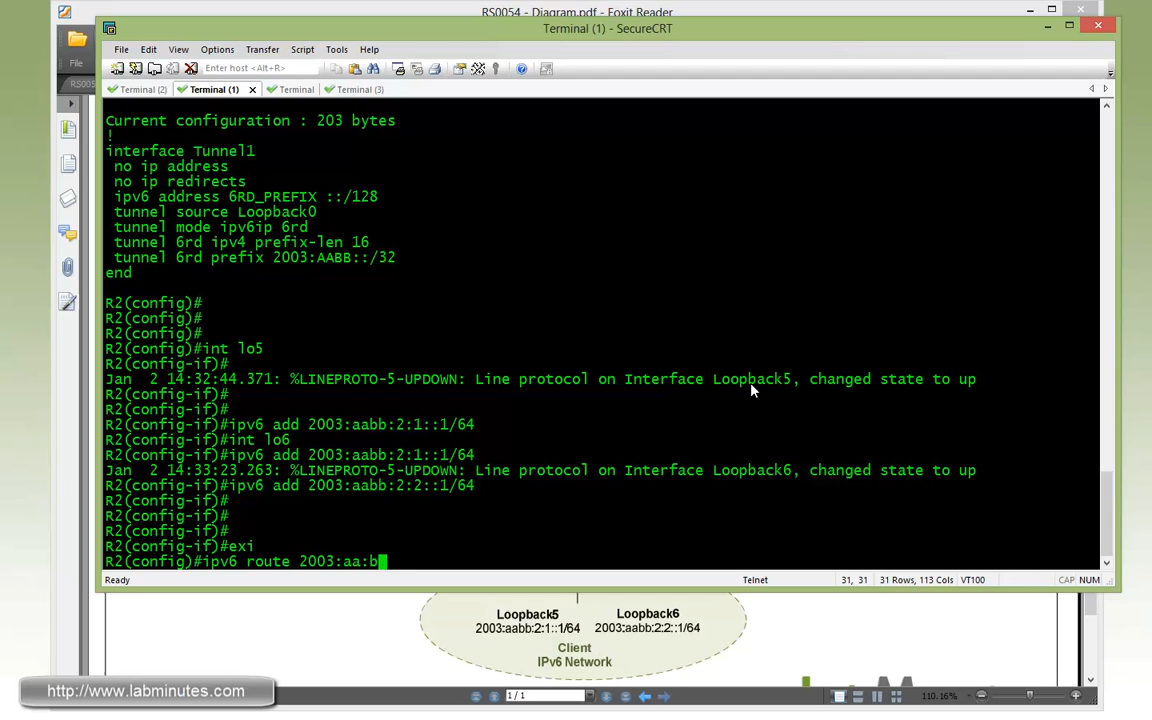 RS0054 - Diagram.pdf - Foxit Reader
Terminal (1) - SecureCRT
File Edit View Options Transfer Script Tools Help
File
Enter host <Alt+R>
RS005
Terminal (2) Terminal (1) Terminal Terminal (3)
Current configuration : 203 bytes
!
interface Tunnel1
no ip address
no ip redirects
ipv6 address 6RD_PREFIX ::/128
tunnel source Loopback0
tunnel mode ipv6ip 6rd
tunnel 6rd ipv4 prefix-len 16
tunnel 6rd prefix 2003:AABB::/32
end
R2(config)#
R2(config)#
R2(config)#
R2(config)#int lo5
R2(config-if)#
Jan  2 14:32:44.371: %LINEPROTO-5-UPDOWN: Line protocol on Interface Loopback5, changed state to up
R2(config-if)#
R2(config-if)#
R2(config-if)#ipv6 add 2003:aabb:2:1::1/64
R2(config-if)#int lo6
R2(config-if)#ipv6 add 2003:aabb:2:1::1/64
Jan  2 14:33:23.263: %LINEPROTO-5-UPDOWN: Line protocol on Interface Loopback6, changed state to up
R2(config-if)#ipv6 add 2003:aabb:2:2::1/64
R2(config-if)#
R2(config-if)#
R2(config-if)#
R2(config-if)#exi
R2(config)#ipv6 route 2003:aa:b
Ready Telnet 31, 31 31 Rows, 113 Cols VT100 CAP NUM
Loopback5 Loopback6
2003:aabb:2:1::1/64 2003:aabb:2:2::1/64
Client
IPv6 Network
http://www.labminutes.com
1 / 1 110.16%